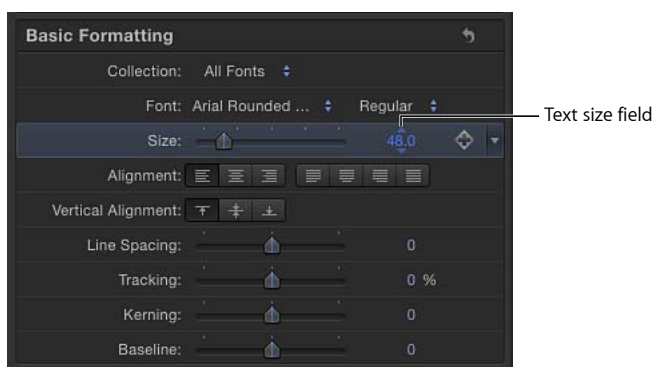 Basic Formatting
Collection: All Fonts
Font: Arial Rounded ... Regular
Text size field
Size: 48.0
Alignment:
Vertical Alignment:
Line Spacing: 0
Tracking: 0 %
Kerning: 0
Baseline: 0